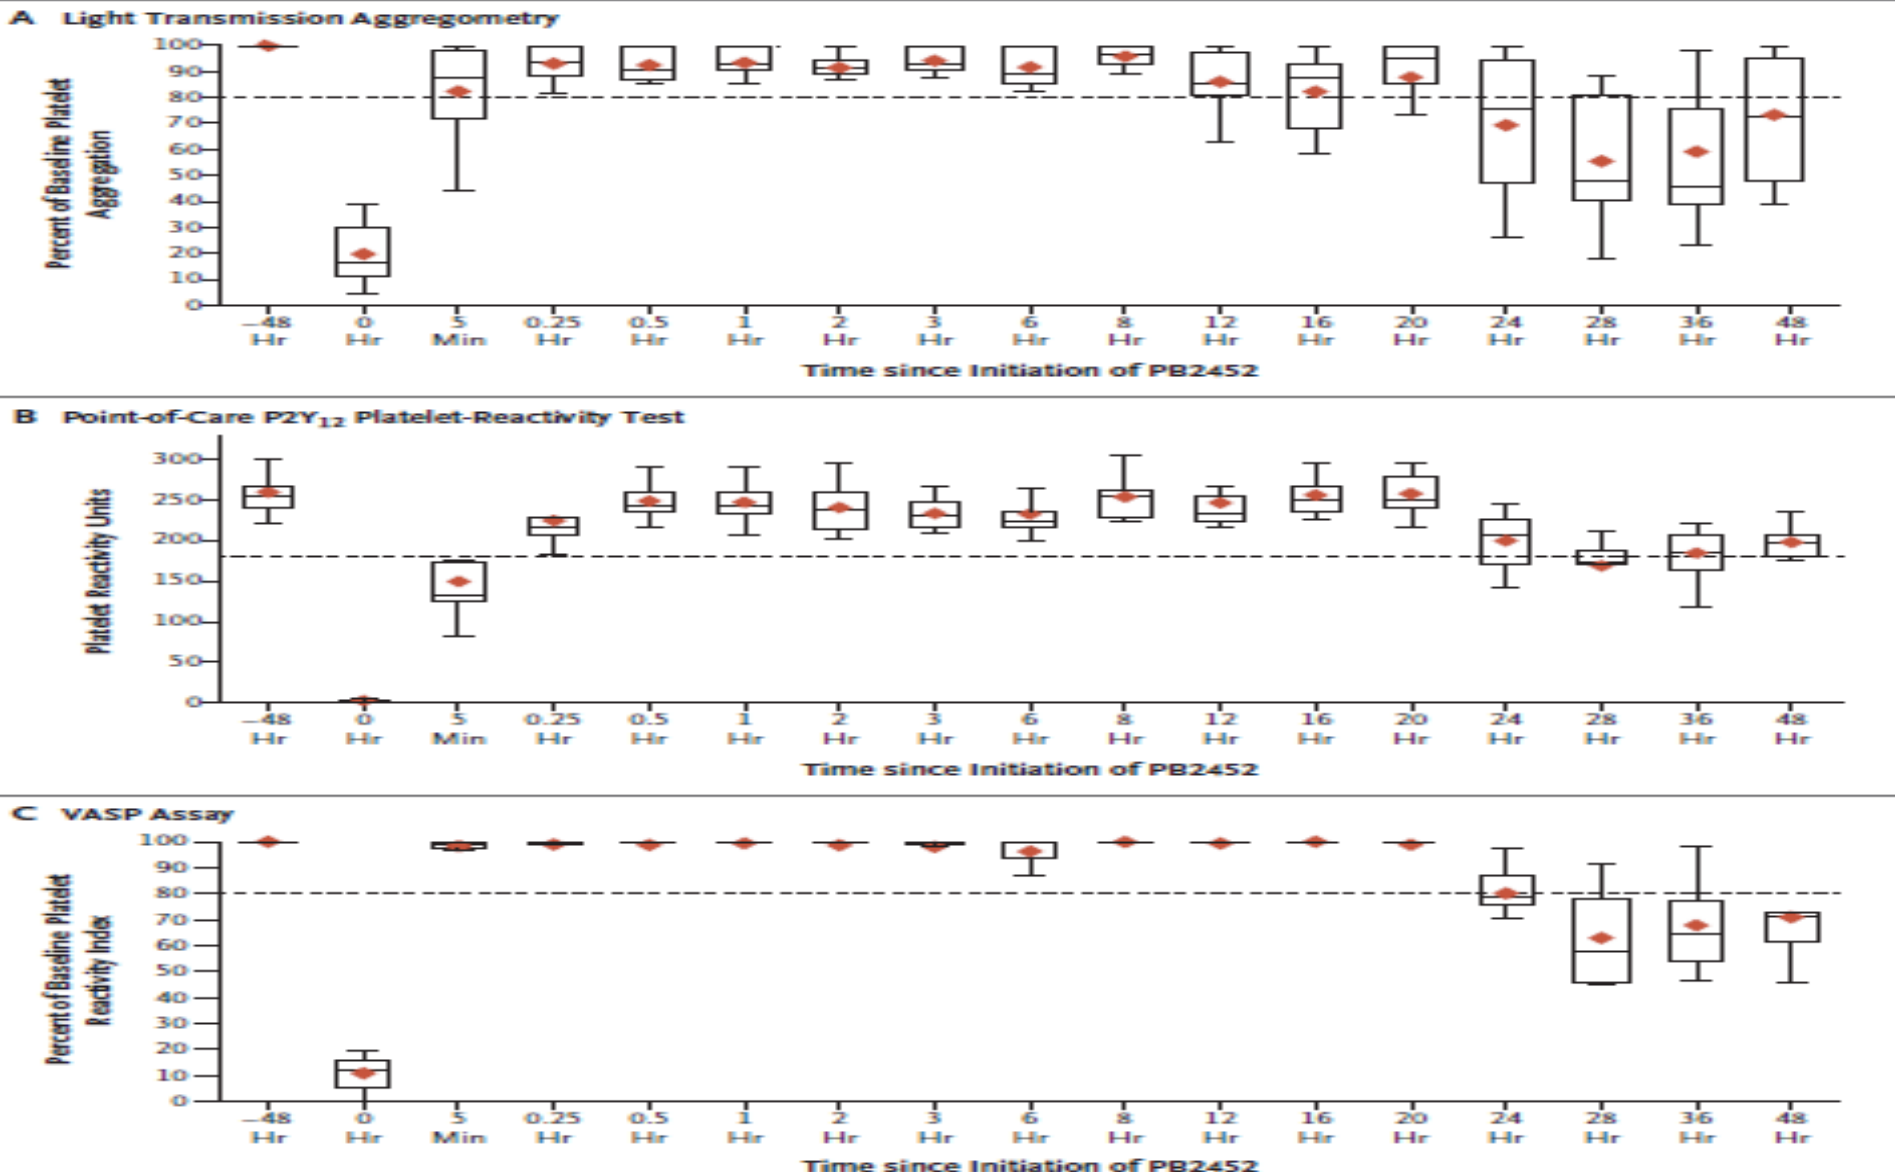 A Light Transmission Aggregometry
Percent of Baseline Platelet
Aggregation
100
90
80
70
60
50
40
30
20
10
0
−48 0 5 0.25 0.5 1 2 3 6 8 12 16 20 24 28 36 48
Hr Hr Min Hr Hr Hr Hr Hr Hr Hr Hr Hr Hr Hr Hr Hr Hr
Time since Initiation of PB2452
B Point-of-Care P2Y12 Platelet-Reactivity Test
Platelet Reactivity Units
300
250
200
150
100
50
0
−48 0 5 0.25 0.5 1 2 3 6 8 12 16 20 24 28 36 48
Hr Hr Min Hr Hr Hr Hr Hr Hr Hr Hr Hr Hr Hr Hr Hr Hr
Time since Initiation of PB2452
C VASP Assay
Percent of Baseline Platelet
Reactivity Index
100
90
80
70
60
50
40
30
20
10
0
−48 0 5 0.25 0.5 1 2 3 6 8 12 16 20 24 28 36 48
Hr Hr Min Hr Hr Hr Hr Hr Hr Hr Hr Hr Hr Hr Hr Hr Hr
Time since Initiation of PB2452